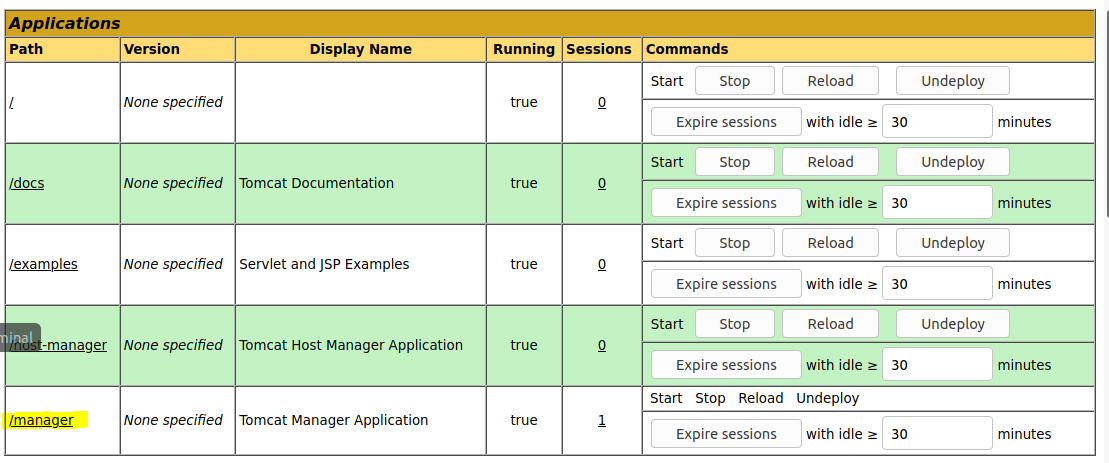 Applications
Path Version Display Name Running Sessions Commands
/ None specified true 0 Start Stop Reload Undeploy
Expire sessions with idle ≥ 30 minutes
/docs None specified Tomcat Documentation true 0 Start Stop Reload Undeploy
Expire sessions with idle ≥ 30 minutes
/examples None specified Servlet and JSP Examples true 0 Start Stop Reload Undeploy
Expire sessions with idle ≥ 30 minutes
minal
/host-manager None specified Tomcat Host Manager Application true 0 Start Stop Reload Undeploy
Expire sessions with idle ≥ 30 minutes
/manager None specified Tomcat Manager Application true 1 Start Stop Reload Undeploy
Expire sessions with idle ≥ 30 minutes